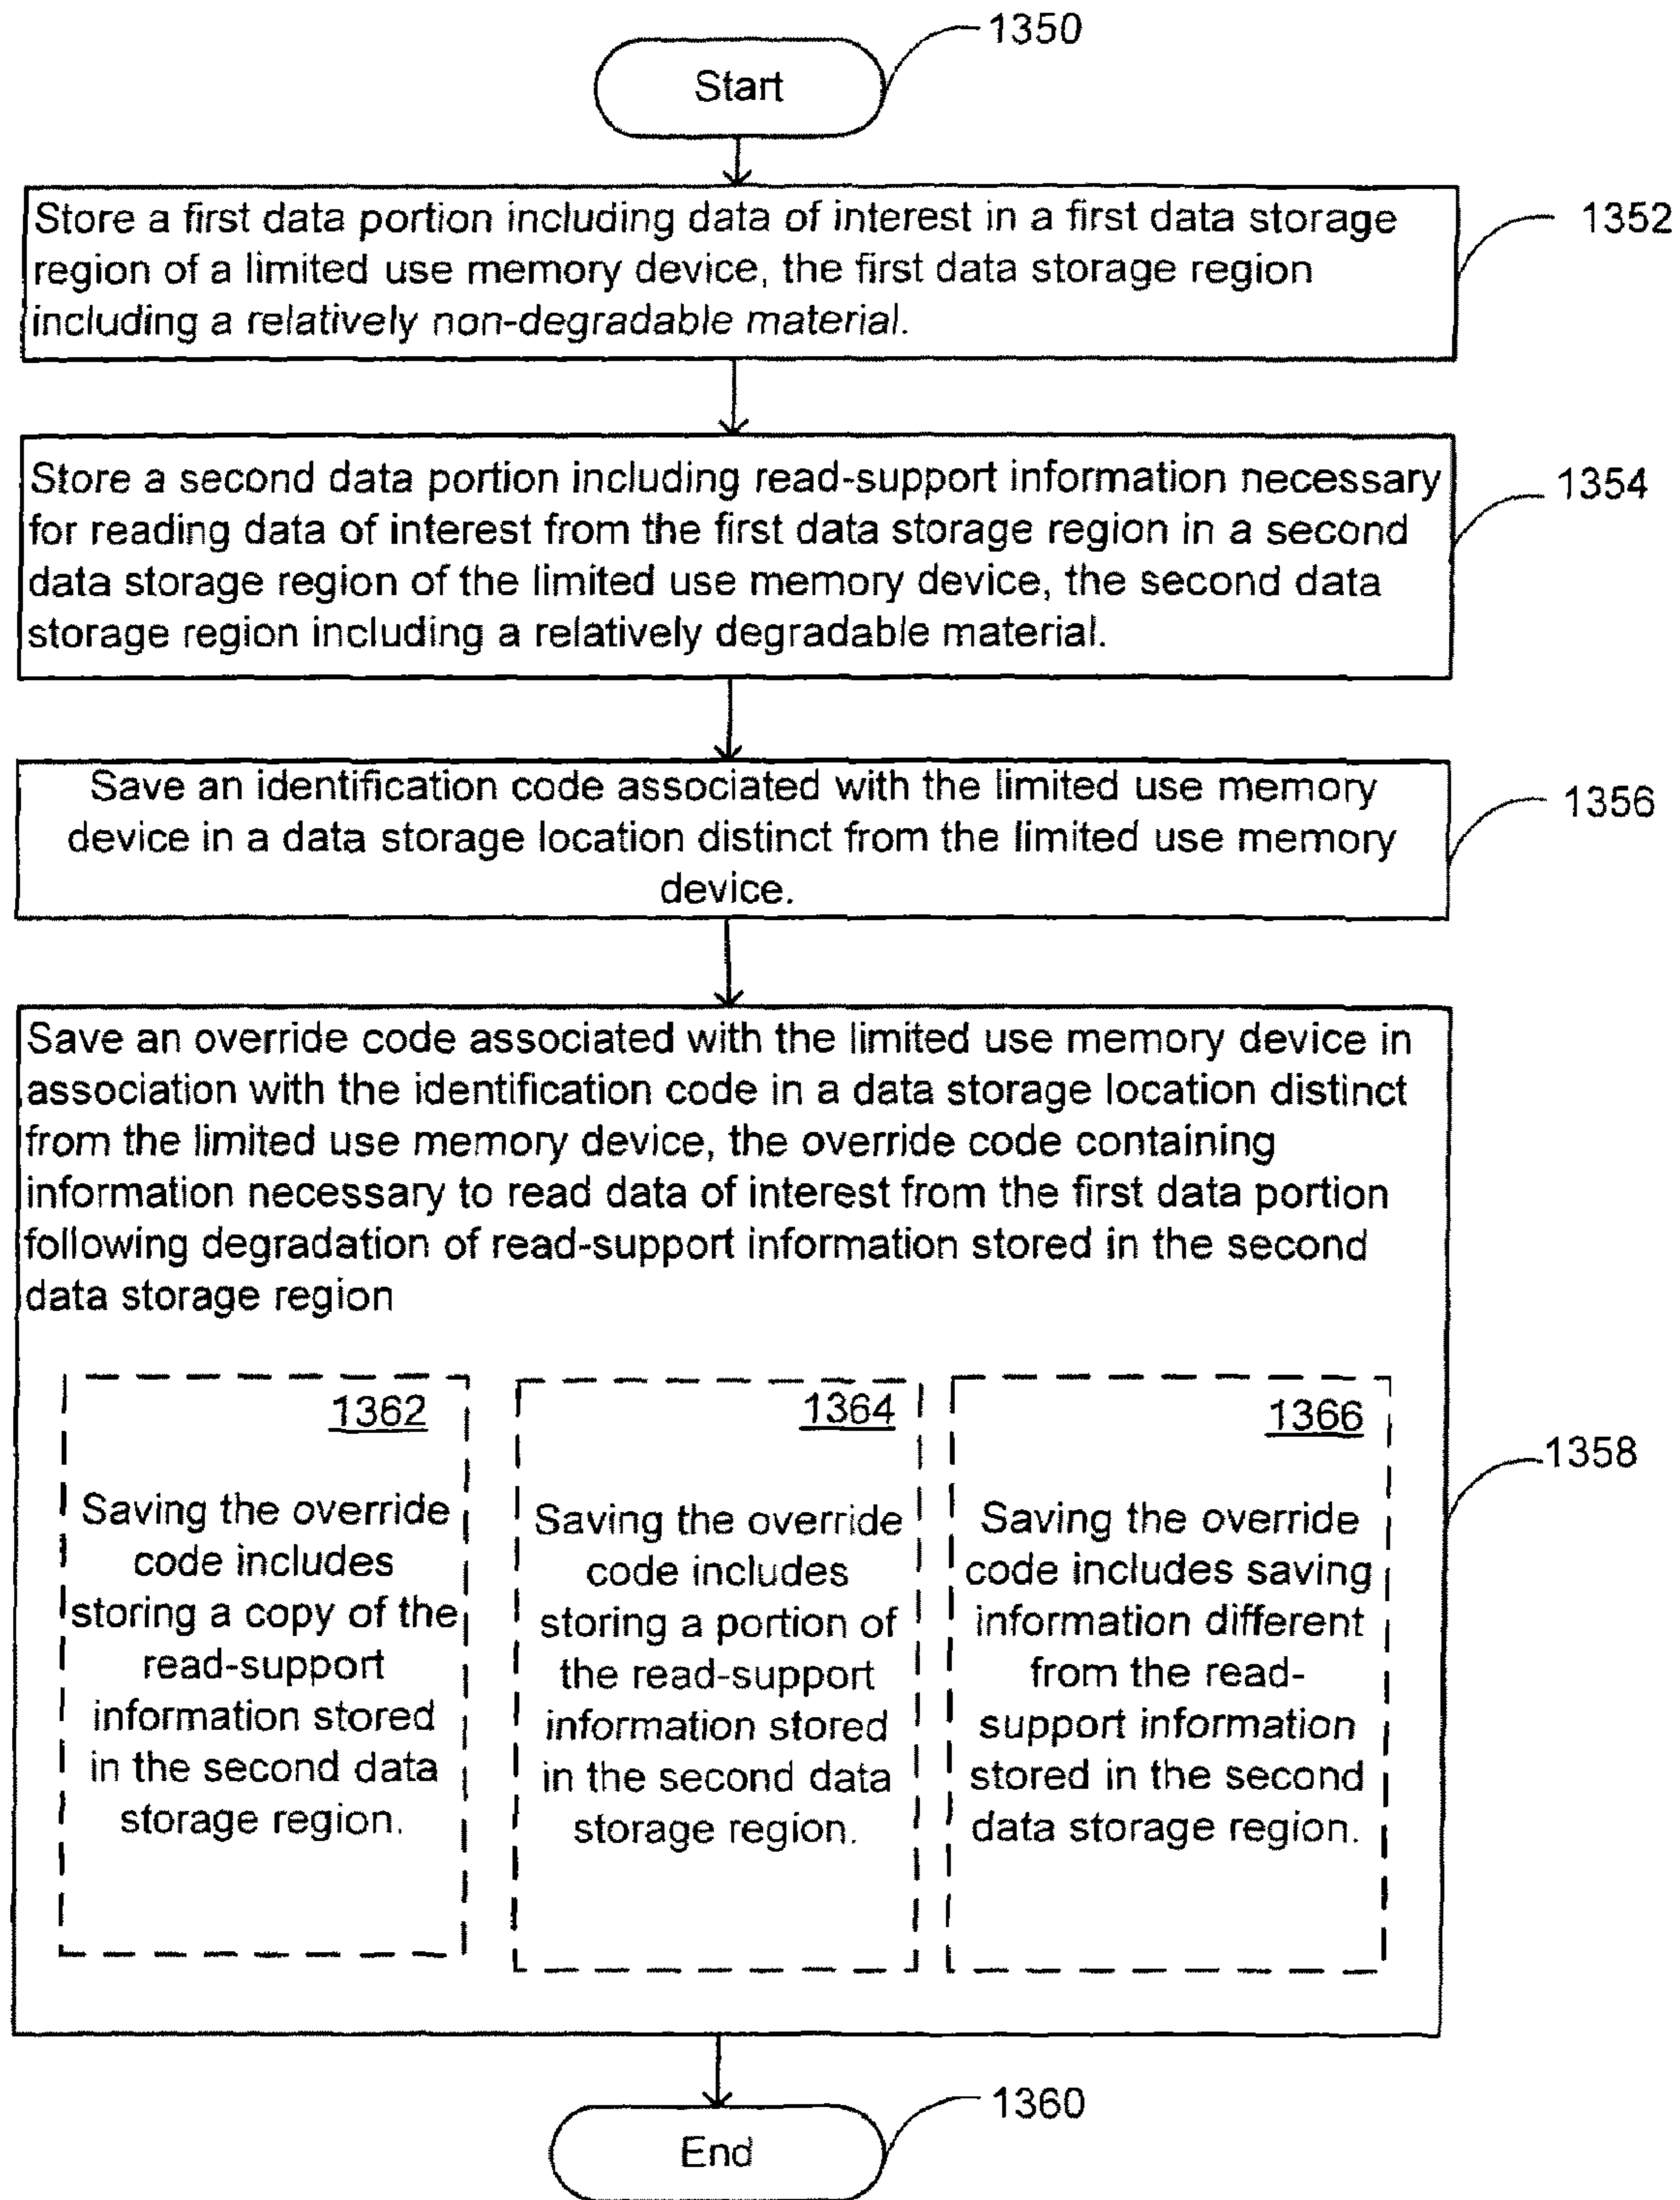 1350
Start
Store a first data portion including data of interest in a first data storage
region of a limited use memory device, the first data storage region
including a relatively non-degradable material.
1352
Store a second data portion including read-support information necessary
for reading data of interest from the first data storage region in a second
data storage region of the limited use memory device, the second data
storage region including a relatively degradable material.
1354
Save an identification code associated with the limited use memory
device in a data storage location distinct from the limited use memory
device.
1356
Save an override code associated with the limited use memory device in
association with the identification code in a data storage location distinct
from the limited use memory device, the override code containing
information necessary to read data of interest from the first data portion
following degradation of read-support information stored in the second
data storage region
1358
1362
Saving the override
code includes
storing a copy of the
read-support
information stored
in the second data
storage region.
1364
Saving the override
code includes
storing a portion of
the read-support
information stored
in the second data
storage region.
1366
Saving the override
code includes saving
information different
from the read-
support information
stored in the second
data storage region.
1360
End